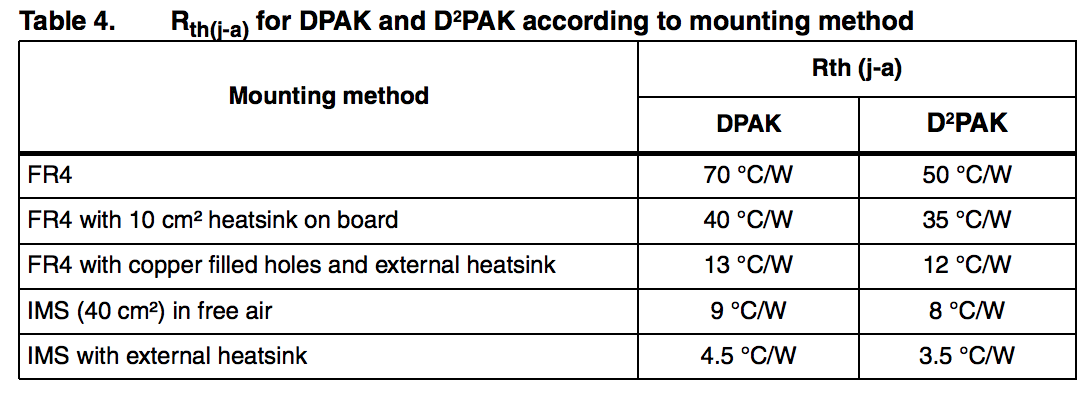 Table 4. Rth(j-a) for DPAK and D²PAK according to mounting method
Mounting method
Rth (j-a)
DPAK D²PAK
FR4 70 °C/W 50 °C/W
FR4 with 10 cm² heatsink on board 40 °C/W 35 °C/W
FR4 with copper filled holes and external heatsink 13 °C/W 12 °C/W
IMS (40 cm²) in free air 9 °C/W 8 °C/W
IMS with external heatsink 4.5 °C/W 3.5 °C/W